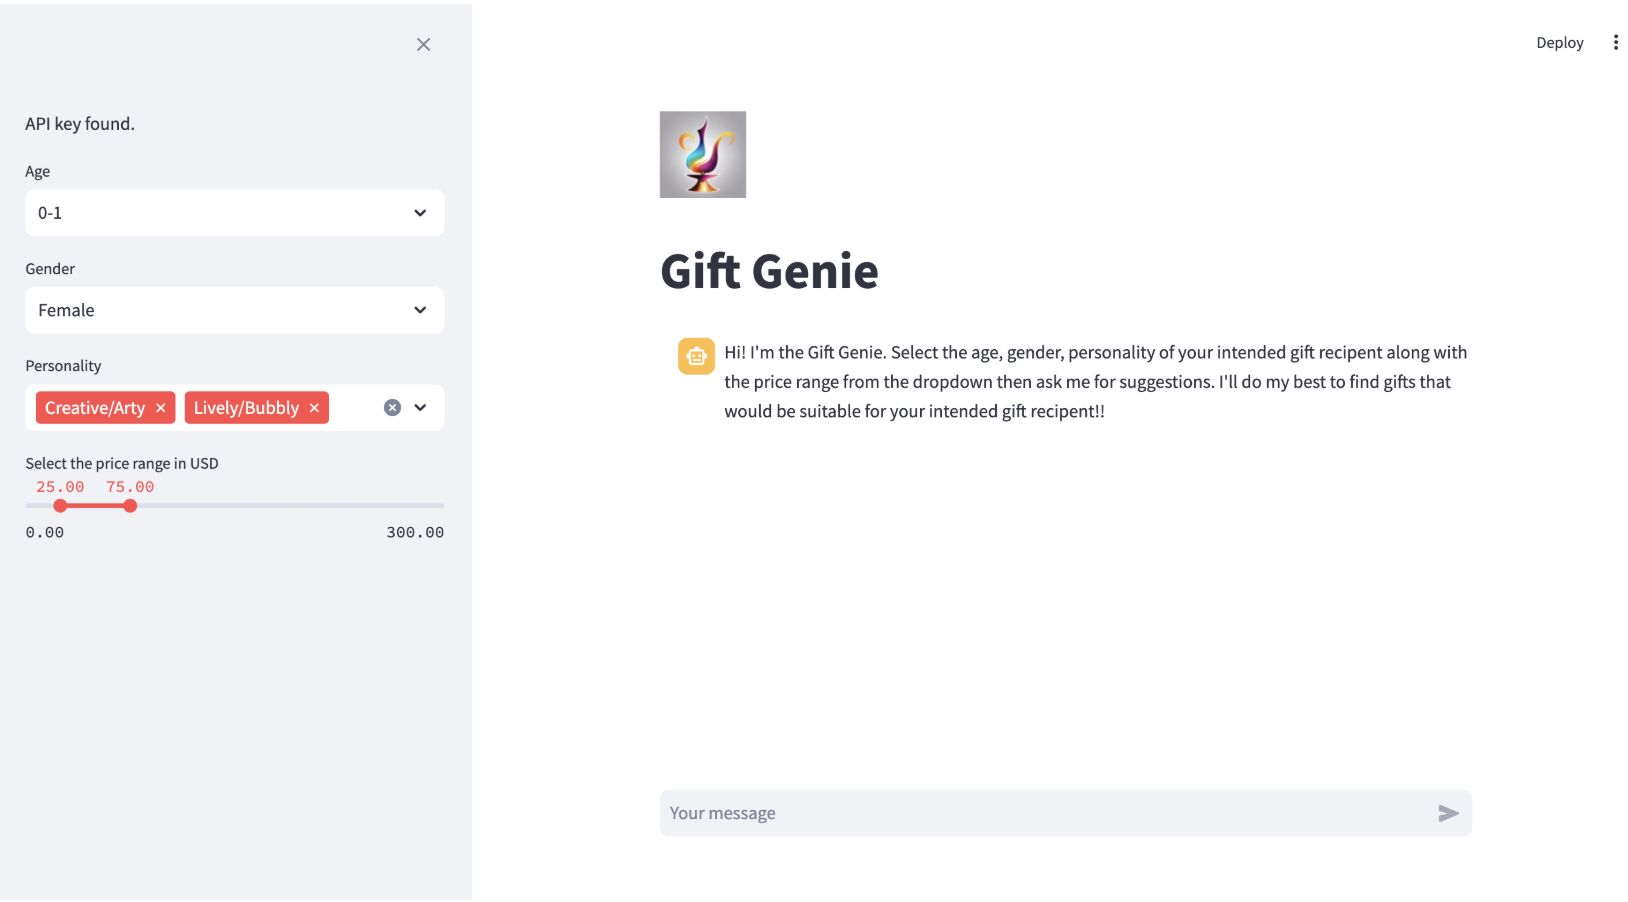 Deploy
API key found.
Age
0-1
Gender
Female
Personality
Creative/Arty
Lively/Bubbly
Select the price range in USD
25.00 75.00
0.00 300.00
Gift Genie
Hi! I'm the Gift Genie. Select the age, gender, personality of your intended gift recipent along with
the price range from the dropdown then ask me for suggestions. I'll do my best to find gifts that
would be suitable for your intended gift recipent!!
Your message